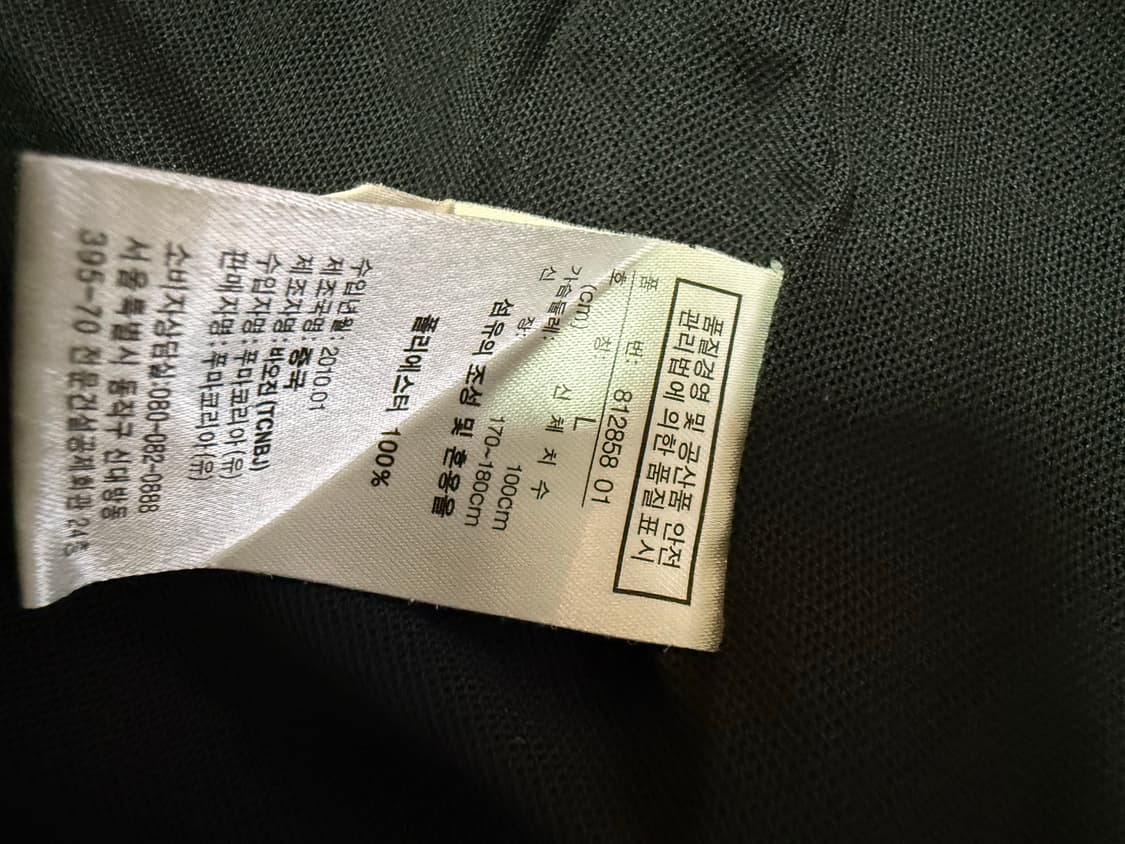 품질경영 및 공산품 안전
관리법에 의한 품질 표시
품 번: 812858 01
호 칭 L
(cm) 신 체 치 수
가슴둘레: 100cm
신 장: 170~180cm
섬유의 조성 및 혼용율
폴리에스터 100%
수입년월: 2010.01
제조국명: 중국
제조자명: 바오진(TCNBJ)
수입자명: 푸마코리아(유)
판매자명: 푸마코리아(유)
소비자상담실:080-082-0888
서울특별시 동작구 신대방동
395-70 전문건설공제회관 24층